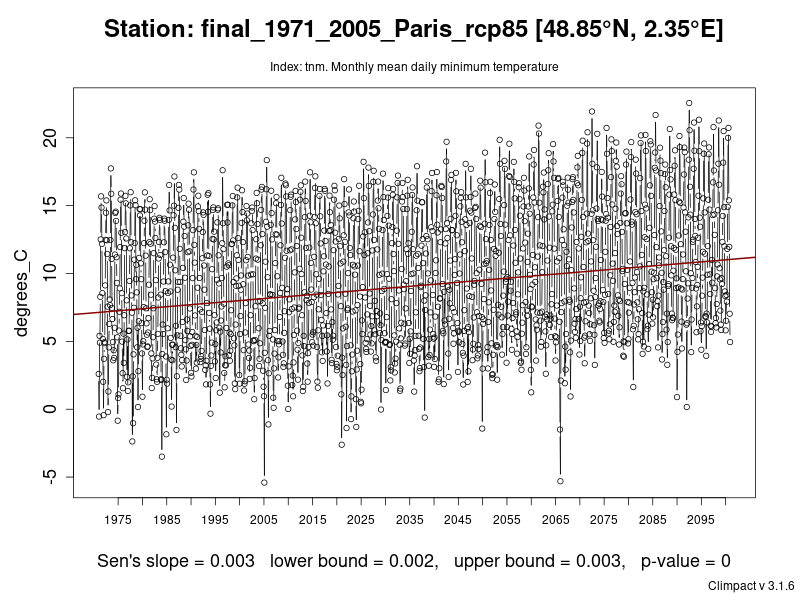 Station: final_1971_2005_Paris_rcp85 [48.85°N, 2.35°E]
Index: tnm. Monthly mean daily minimum temperature
degrees_C
20
15
10
5
0
-5
1975 1985 1995 2005 2015 2025 2035 2045 2055 2065 2075 2085 2095
Sen's slope = 0.003 lower bound = 0.002, upper bound = 0.003, p-value = 0
Climpact v 3.1.6